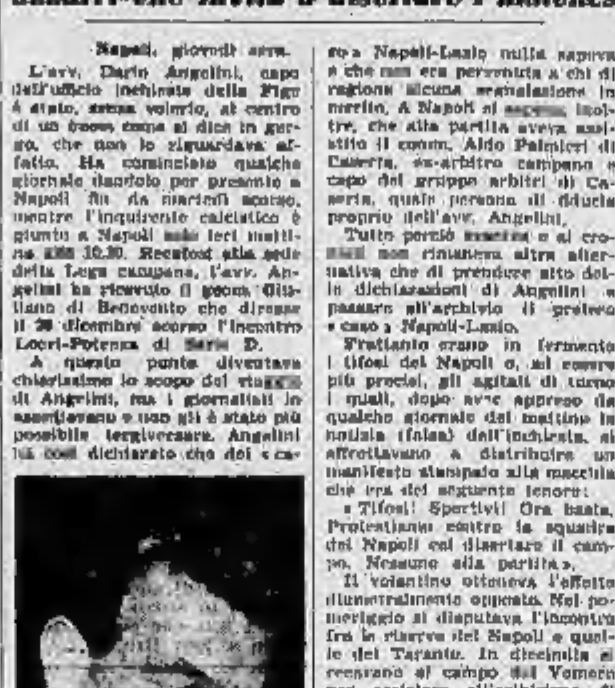 Napoli, giovedì sera.
L'avv. Dario Angelini, capo
dell'ufficio inchieste della Figc
è stato, senza volerlo, al centro
di un come si dice in ger-
go, che non lo riguardava af-
fatto. Ha cominciato qualche
giornale dandolo per presente a
Napoli fin da martedì scorso,
mentre l'inquirente calcistico è
giunto a Napoli solo ieri matti-
na alle 10,30. Recatosi alla sede
della Lega campana, l'avv. An-
gelini ha ricevuto il geom. Giu-
liano di Benevento che diresse
il dicembre scorso l'incontro
Locri-Potenza di Serie D.
A questo punto diventava
chiarissimo lo scopo del viaggio
di Angelini, ma i giornalisti lo
assediavano e non gli è stato più
possibile tergiversare. Angelini
ha così dichiarato che del « ca-
so » Napoli-Lazio nulla sapeva
e che non era pervenuta a chi di
ragione alcuna segnalazione in
merito. A Napoli si sapeva, inol-
tre, che alla partita aveva assi-
stito il comm. Aldo Palmieri di
Caserta, ex-arbitro campano e
capo del gruppo arbitri di Ca-
serta, quale persona di fiducia
proprio dell'avv. Angelini.
Tutto perciò e ai cro-
nisti non rimaneva altra alter-
nativa che di prendere atto del-
le dichiarazioni di Angelini e
passare all'archivio il preteso
« caso » Napoli-Lazio.
Frattanto erano in fermento
i tifosi del Napoli o, ad essere
più precisi, gli agitati di turno
i quali, dopo aver appreso da
qualche giornale del mattino la
notizia (falsa) dell'inchiesta, si
affrettavano a distribuire un
manifesto stampato alla macchia
che era del seguente tenore:
« Tifosi! Sportivi! Ora basta.
Protestiamo contro la squadra
del Napoli col disertare il cam-
po. Nessuno alla partita ».
Il volantino otteneva l'effetto
diametralmente opposto. Nel po-
meriggio si disputava l'incontro
fra le riserve del Napoli e quel-
le del Taranto. In diecimila si
recarono al campo del Vomero